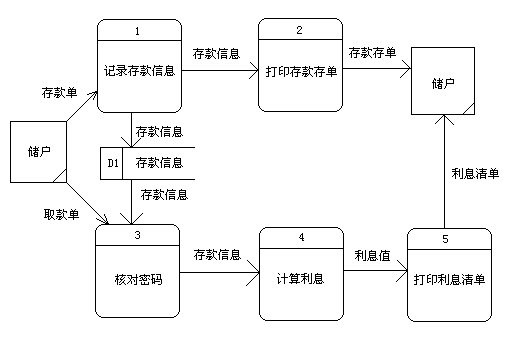 1
记录存款信息
存款信息
2
打印存款存单
存款存单
储户
存款单
储户
存款信息
D1
存款信息
存款信息
取款单
3
核对密码
存款信息
4
计算利息
利息值
5
打印利息清单
利息清单